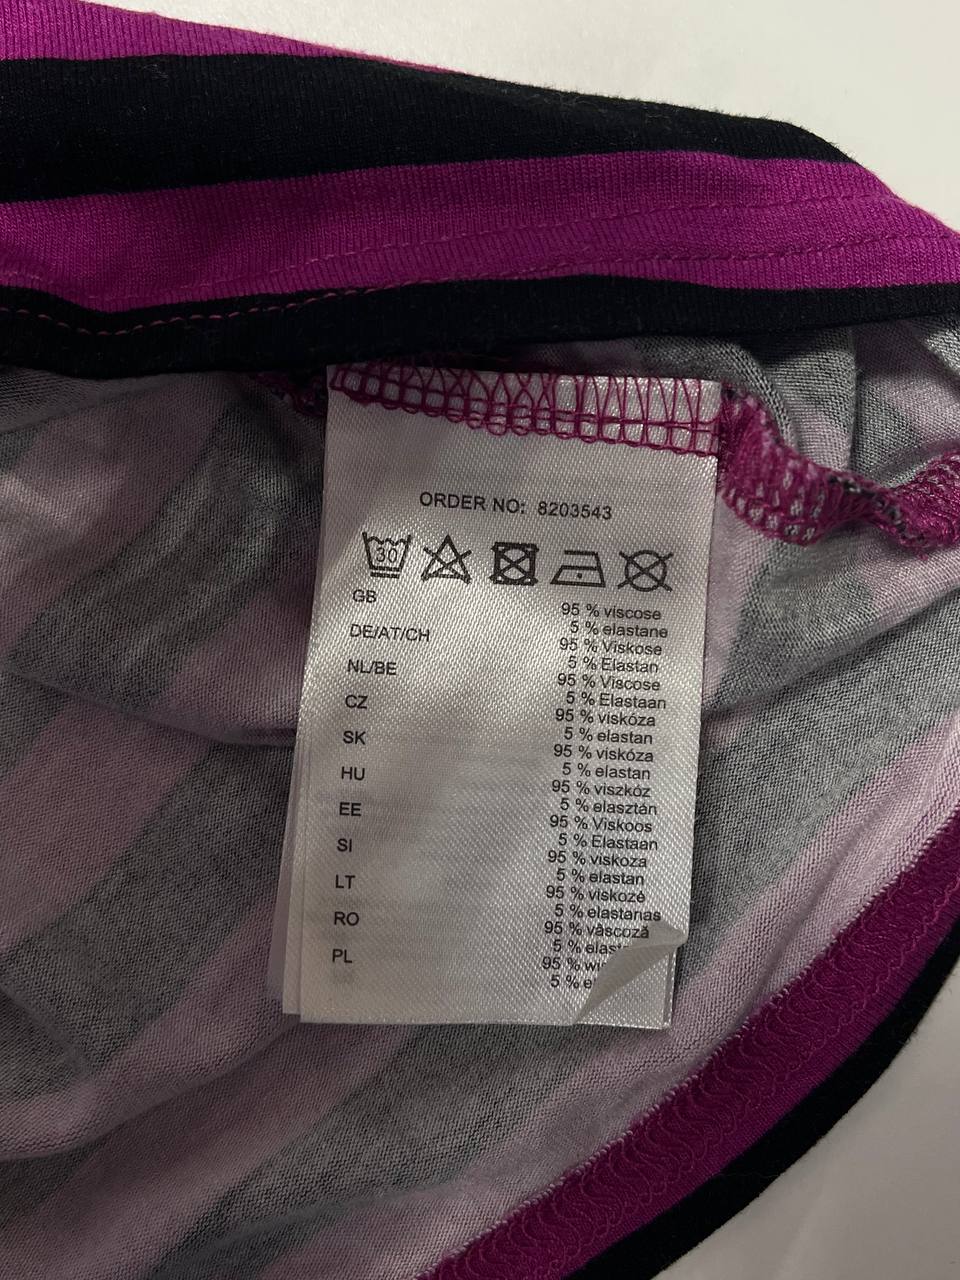 ORDER NO: 8203543
30
GB 95 % viscose
5 % elastane
DE/AT/CH 95 % Viskose
5 % Elastan
NL/BE 95 % Viscose
5 % Elastaan
CZ 95 % viskóza
5 % elastan
SK 95 % viskóza
5 % elastan
HU 95 % viszkóz
5 % elasztán
EE 95 % Viskoos
5 % Elastaan
SI 95 % viskoza
5 % elastan
LT 95 % viskozė
5 % elastanas
RO 95 % vâscoză
5 %
PL 95 %
5 %